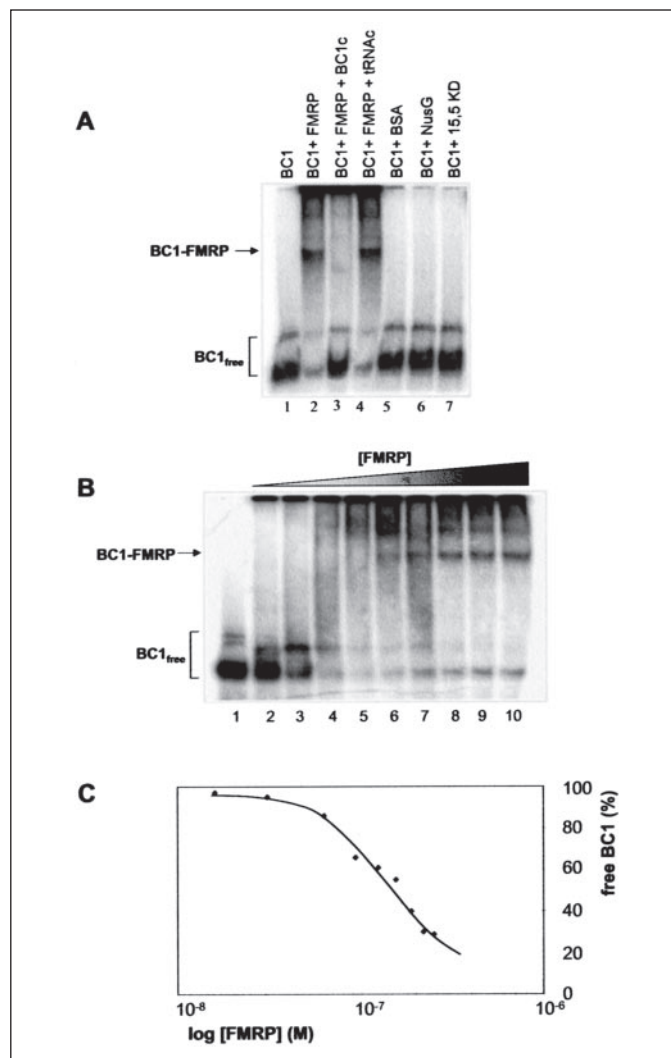 A
BC1
BC1+ FMRP
BC1+ FMRP + BC1c
BC1+ FMRP + tRNAc
BC1+ BSA
BC1+ NusG
BC1+ 15,5 KD
BC1-FMRP
BC1free
1 2 3 4 5 6 7
B
[FMRP]
BC1-FMRP
BC1free
1 2 3 4 5 6 7 8 9 10
C
100
80
60
40
20
0
free BC1 (%)
10-8 10-7 10-6
log [FMRP] (M)